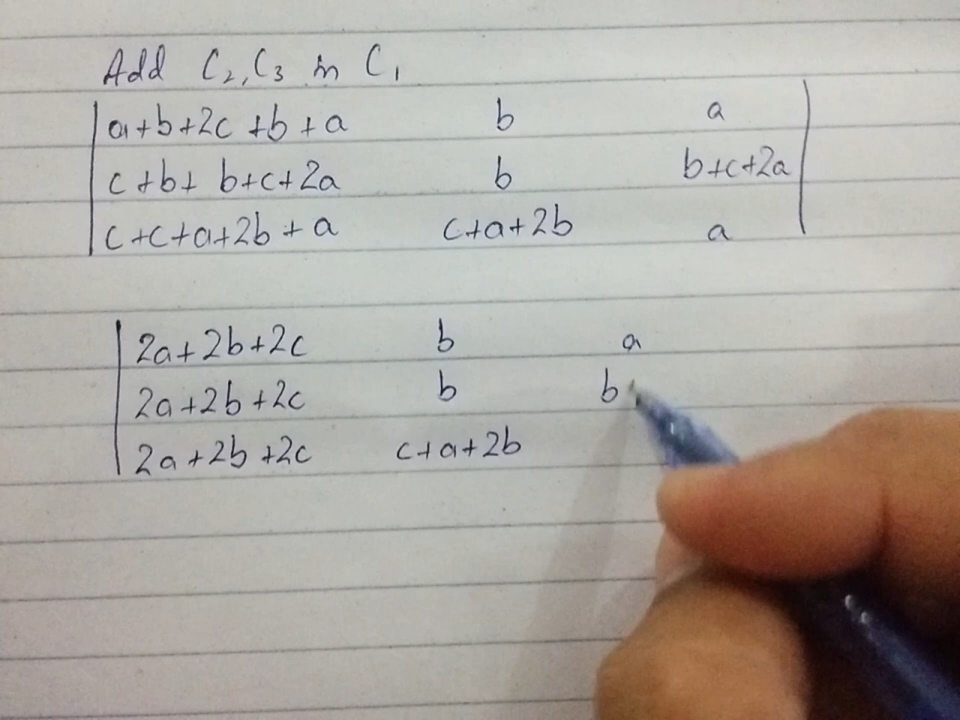 Add C₂, C₃ in C₁
a+b+2c+b+a b a
c+b+ b+c+2a b b+c+2a
c+c+a+2b+a c+a+2b a
2a+2b+2c b a
2a+2b+2c b b
2a+2b+2c c+a+2b